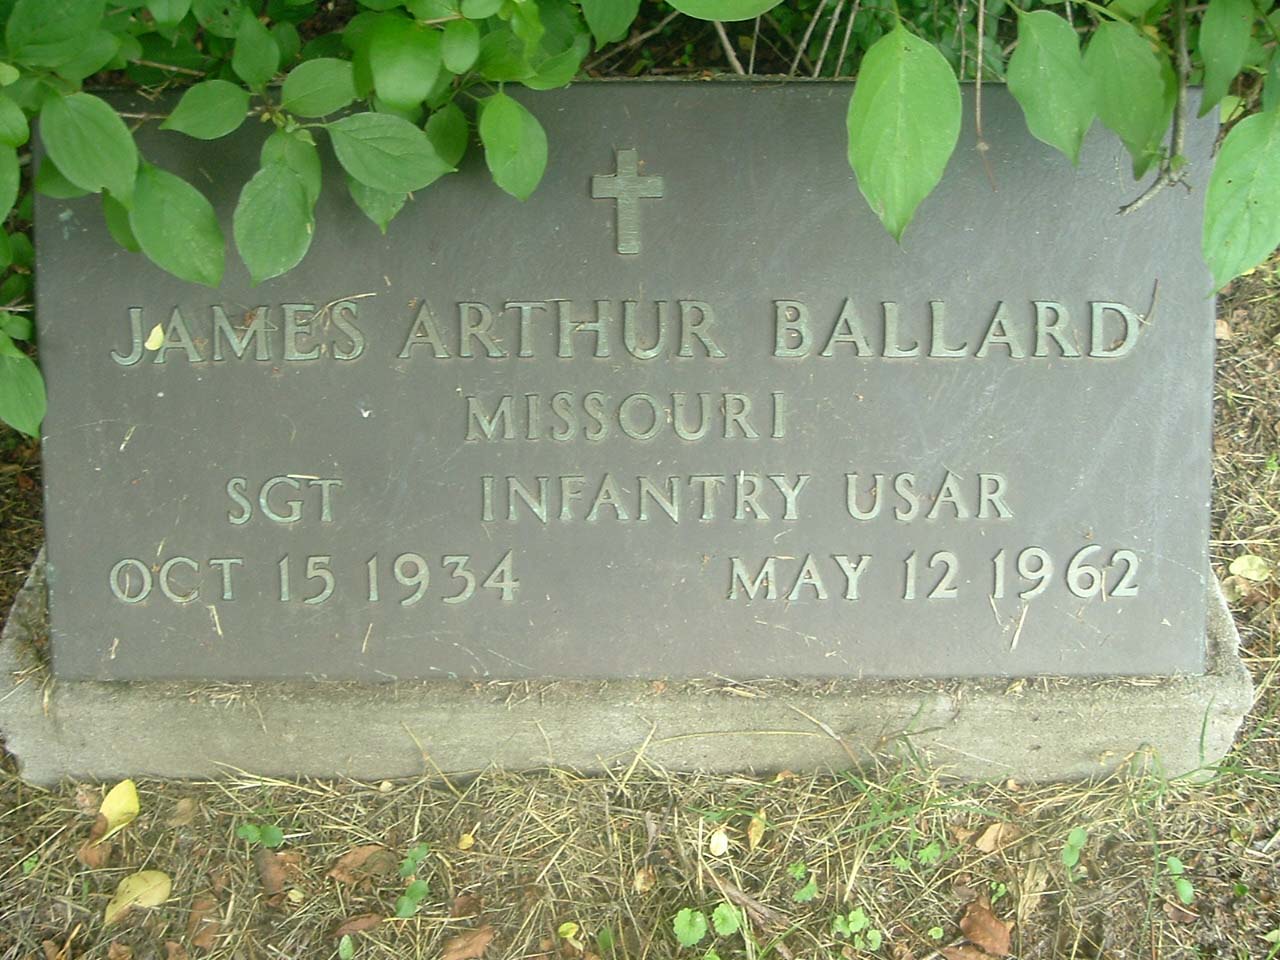 JAMES ARTHUR BALLARD
MISSOURI
SGT INFANTRY USAR
OCT 15 1934 MAY 12 1962